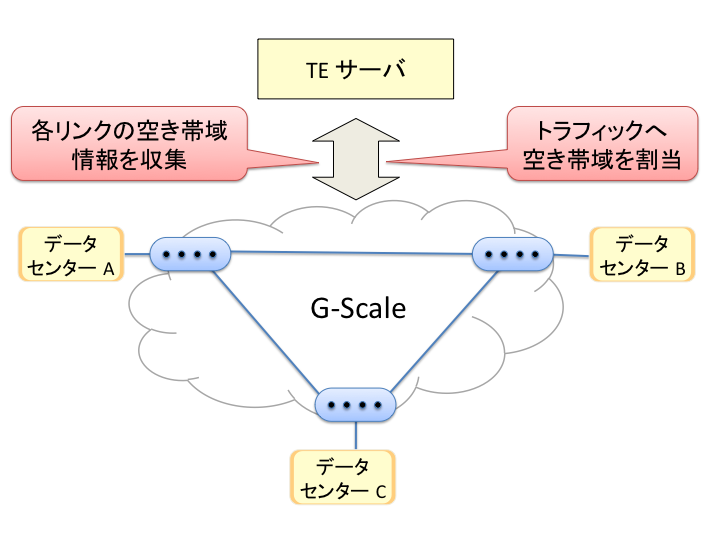 TE サーバ
各リンクの空き帯域
情報を収集
トラフィックへ
空き帯域を割当
データ
センター A
データ
センター B
G-Scale
データ
センター C